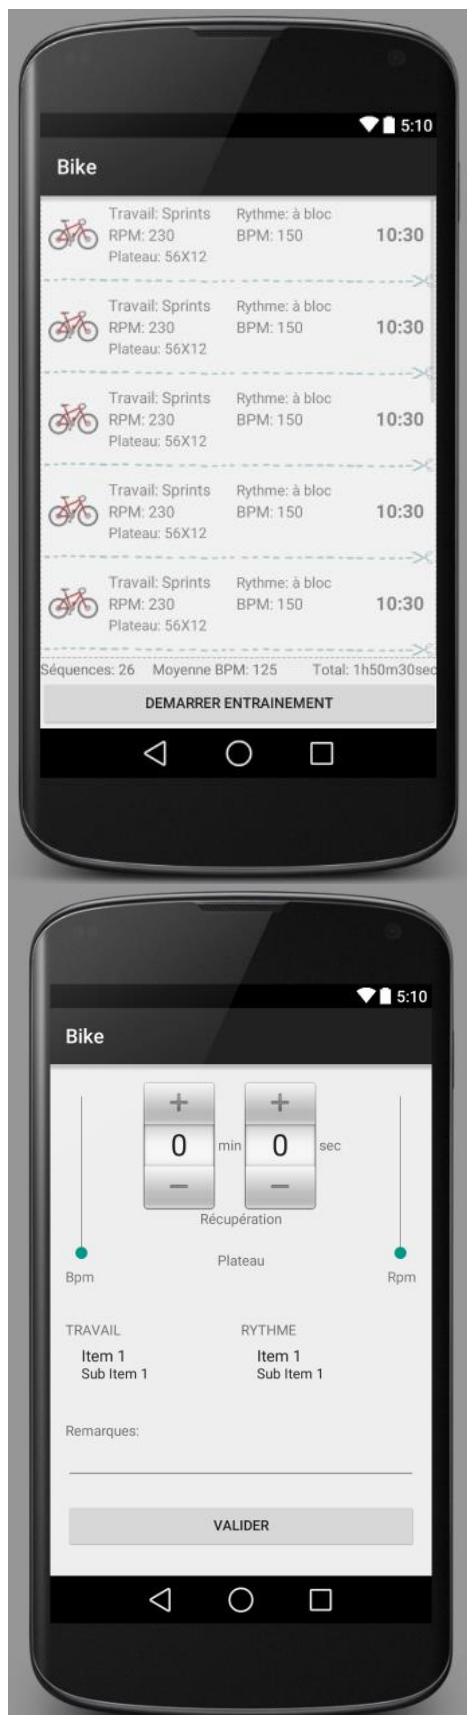 5:10
Bike
Travail: Sprints Rythme: à bloc
RPM: 230 BPM: 150 10:30
Plateau: 56X12
Travail: Sprints Rythme: à bloc
RPM: 230 BPM: 150 10:30
Plateau: 56X12
Travail: Sprints Rythme: à bloc
RPM: 230 BPM: 150 10:30
Plateau: 56X12
Travail: Sprints Rythme: à bloc
RPM: 230 BPM: 150 10:30
Plateau: 56X12
Travail: Sprints Rythme: à bloc
RPM: 230 BPM: 150 10:30
Plateau: 56X12
Séquences: 26 Moyenne BPM: 125 Total: 1h50m30sec
DEMARRER ENTRAINEMENT
5:10
Bike
+ +
0 min 0 sec
− −
Récupération
Plateau
Bpm Rpm
TRAVAIL RYTHME
Item 1 Item 1
Sub Item 1 Sub Item 1
Remarques:
VALIDER